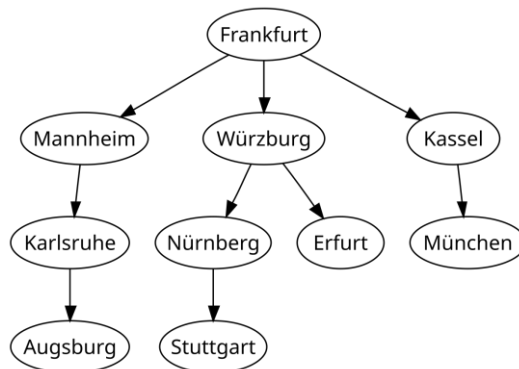 Frankfurt
Mannheim
Würzburg
Kassel
Karlsruhe
Nürnberg
Erfurt
München
Augsburg
Stuttgart